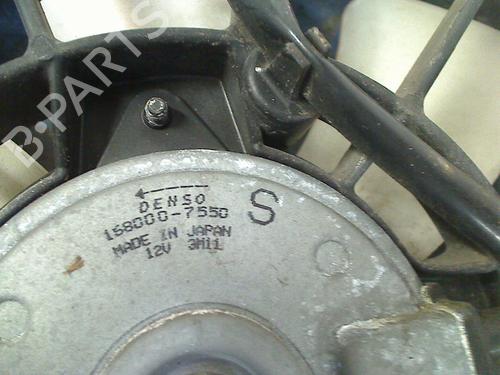 B-PARTS
DENSO
168000-7550
S
MADE IN JAPAN
12V 3M11